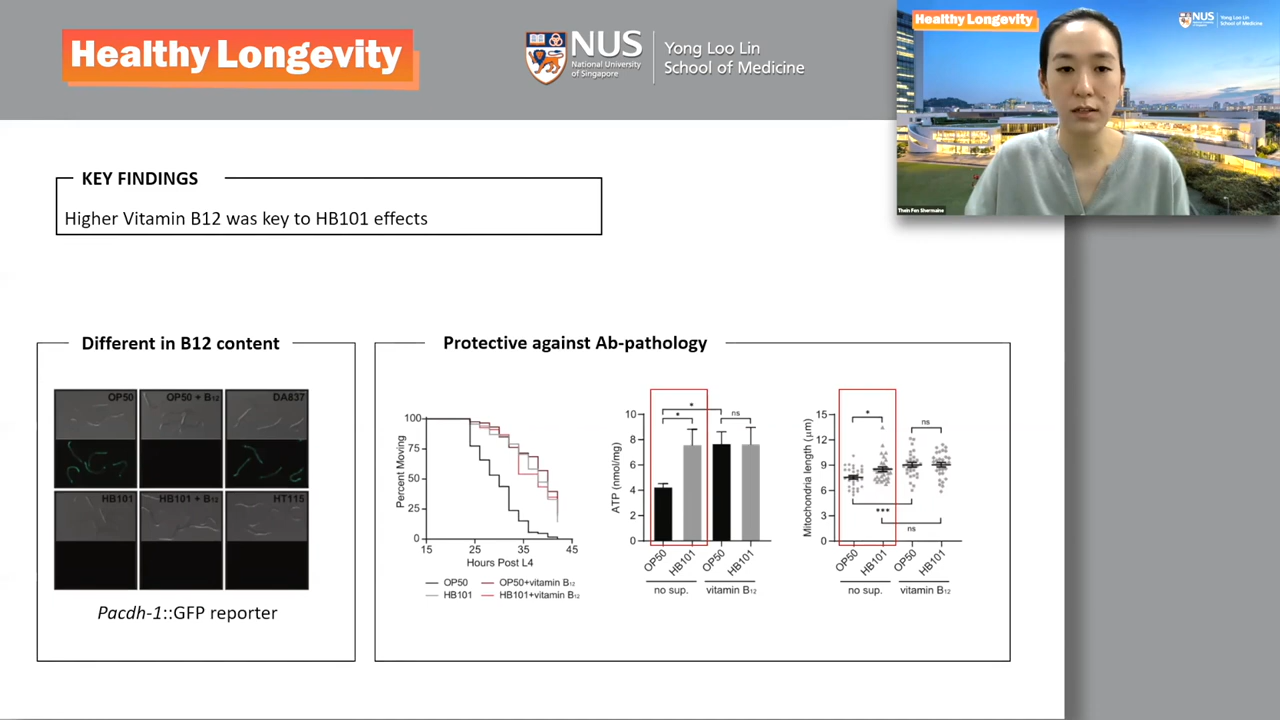 Healthy Longevity
NUS
National University
of Singapore
Yong Loo Lin
School of Medicine
Healthy Longevity
NUS
Yong Loo Lin
School of Medicine
Thein Fen Shermaine
KEY FINDINGS
Higher Vitamin B12 was key to HB101 effects
Different in B12 content
OP50
OP50 + B12
DA837
HB101
HB101 + B12
HT115
Pacdh-1::GFP reporter
Protective against Ab-pathology
Percent Moving
100
75
50
25
0
15
25
35
45
Hours Post L4
OP50
HB101
OP50+vitamin B12
HB101+vitamin B12
ATP (nmol/mg)
10
8
6
4
2
0
*
*
ns
OP50
HB101
OP50
HB101
no sup.
vitamin B12
Mitochondria length (µm)
15
12
9
6
3
0
*
ns
***
ns
OP50
HB101
OP50
HB101
no sup.
vitamin B12